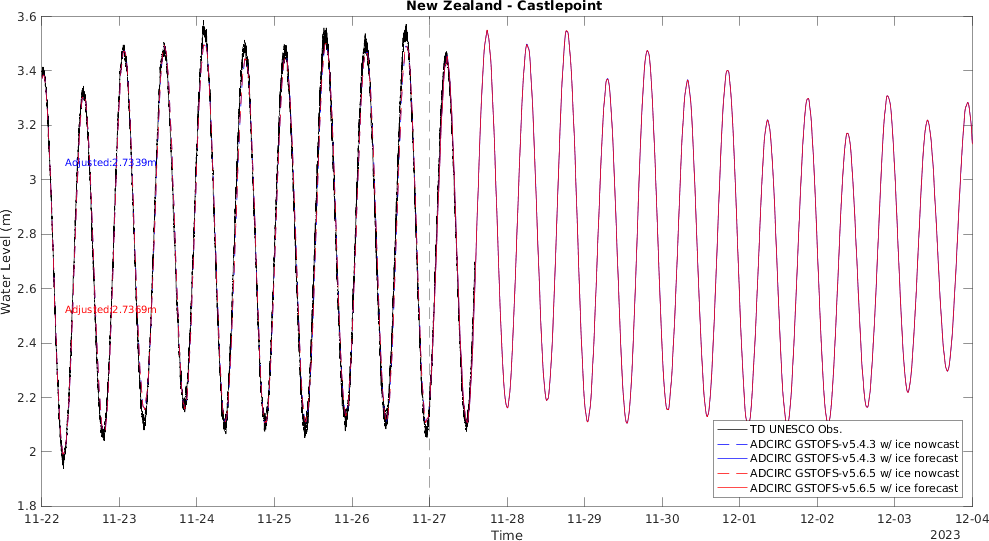 New Zealand - Castlepoint
3.6
3.4
3.2
3
2.8
2.6
2.4
2.2
2
1.8
Water Level (m)
Adjusted:2.7339m
Adjusted:2.7369m
TD UNESCO Obs.
ADCIRC GSTOFS-v5.4.3 w/ ice nowcast
ADCIRC GSTOFS-v5.4.3 w/ ice forecast
ADCIRC GSTOFS-v5.6.5 w/ ice nowcast
ADCIRC GSTOFS-v5.6.5 w/ ice forecast
11-22 11-23 11-24 11-25 11-26 11-27 11-28 11-29 11-30 12-01 12-02 12-03 12-04
Time
2023